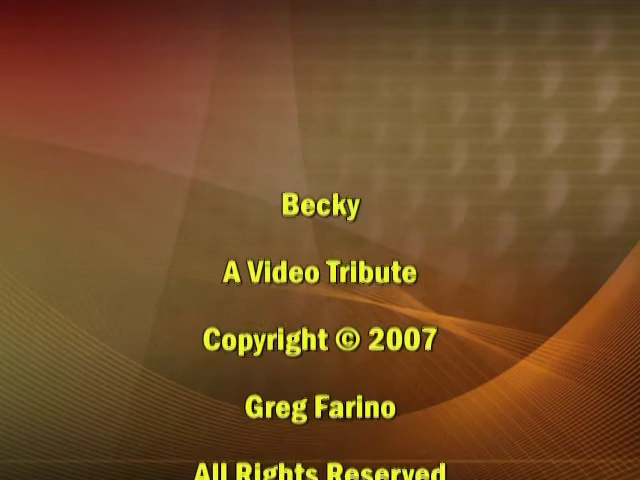 Becky
A Video Tribute
Copyright © 2007
Greg Farino
All Rights Reserved